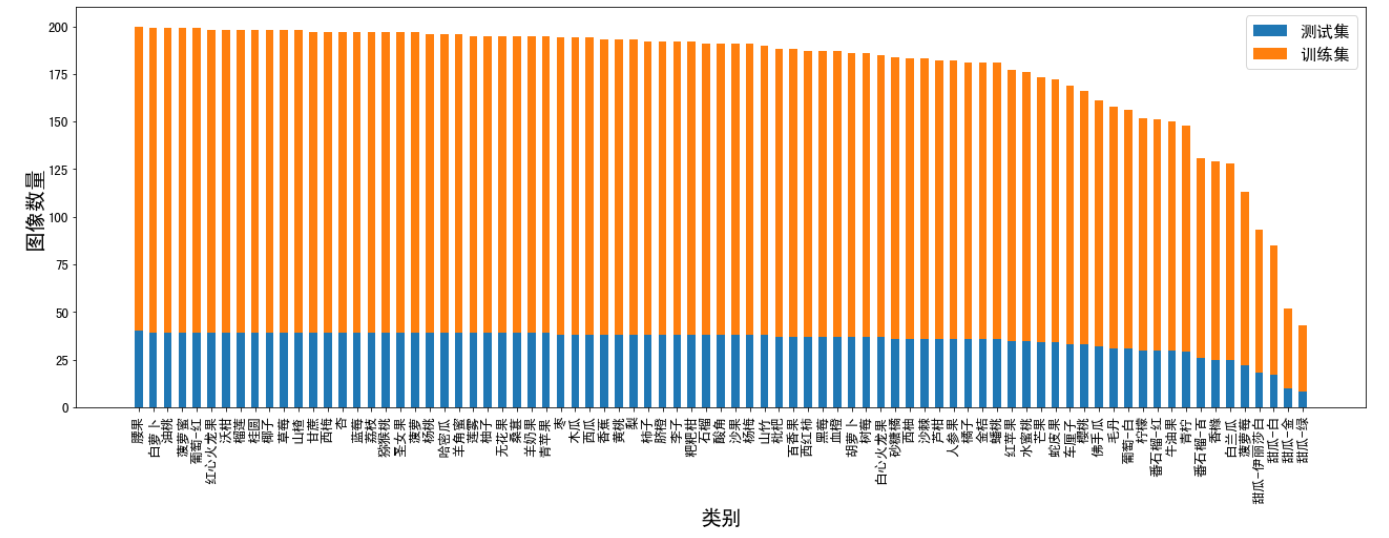 测试集
训练集
图像数量
200
175
150
125
100
75
50
25
0
腰果
白萝卜
油桃
菠萝蜜
葡萄-红
红心火龙果
沃柑
榴莲
桂圆
椰子
草莓
山楂
甘蔗
西梅
杏
蓝莓
荔枝
猕猴桃
圣女果
菠萝
杨桃
哈密瓜
羊角蜜
莲雾
柚子
无花果
桑葚
羊奶果
青苹果
枣
木瓜
西瓜
香蕉
黄桃
梨
柿子
脐橙
李子
粑粑柑
石榴
酸角
沙果
杨梅
山竹
枇杷
百香果
西红柿
黑莓
血橙
胡萝卜
树莓
白心火龙果
砂糖橘
西柚
沙棘
芦柑
人参果
橘子
金桔
蟠桃
红苹果
水蜜桃
芒果
蛇皮果
车厘子
樱桃
佛手瓜
毛丹
葡萄-白
柠檬
番石榴-红
牛油果
青柠
番石榴-百
香橼
白兰瓜
菠萝莓
甜瓜-伊丽莎白
甜瓜-白
甜瓜-金
甜瓜-绿
类别